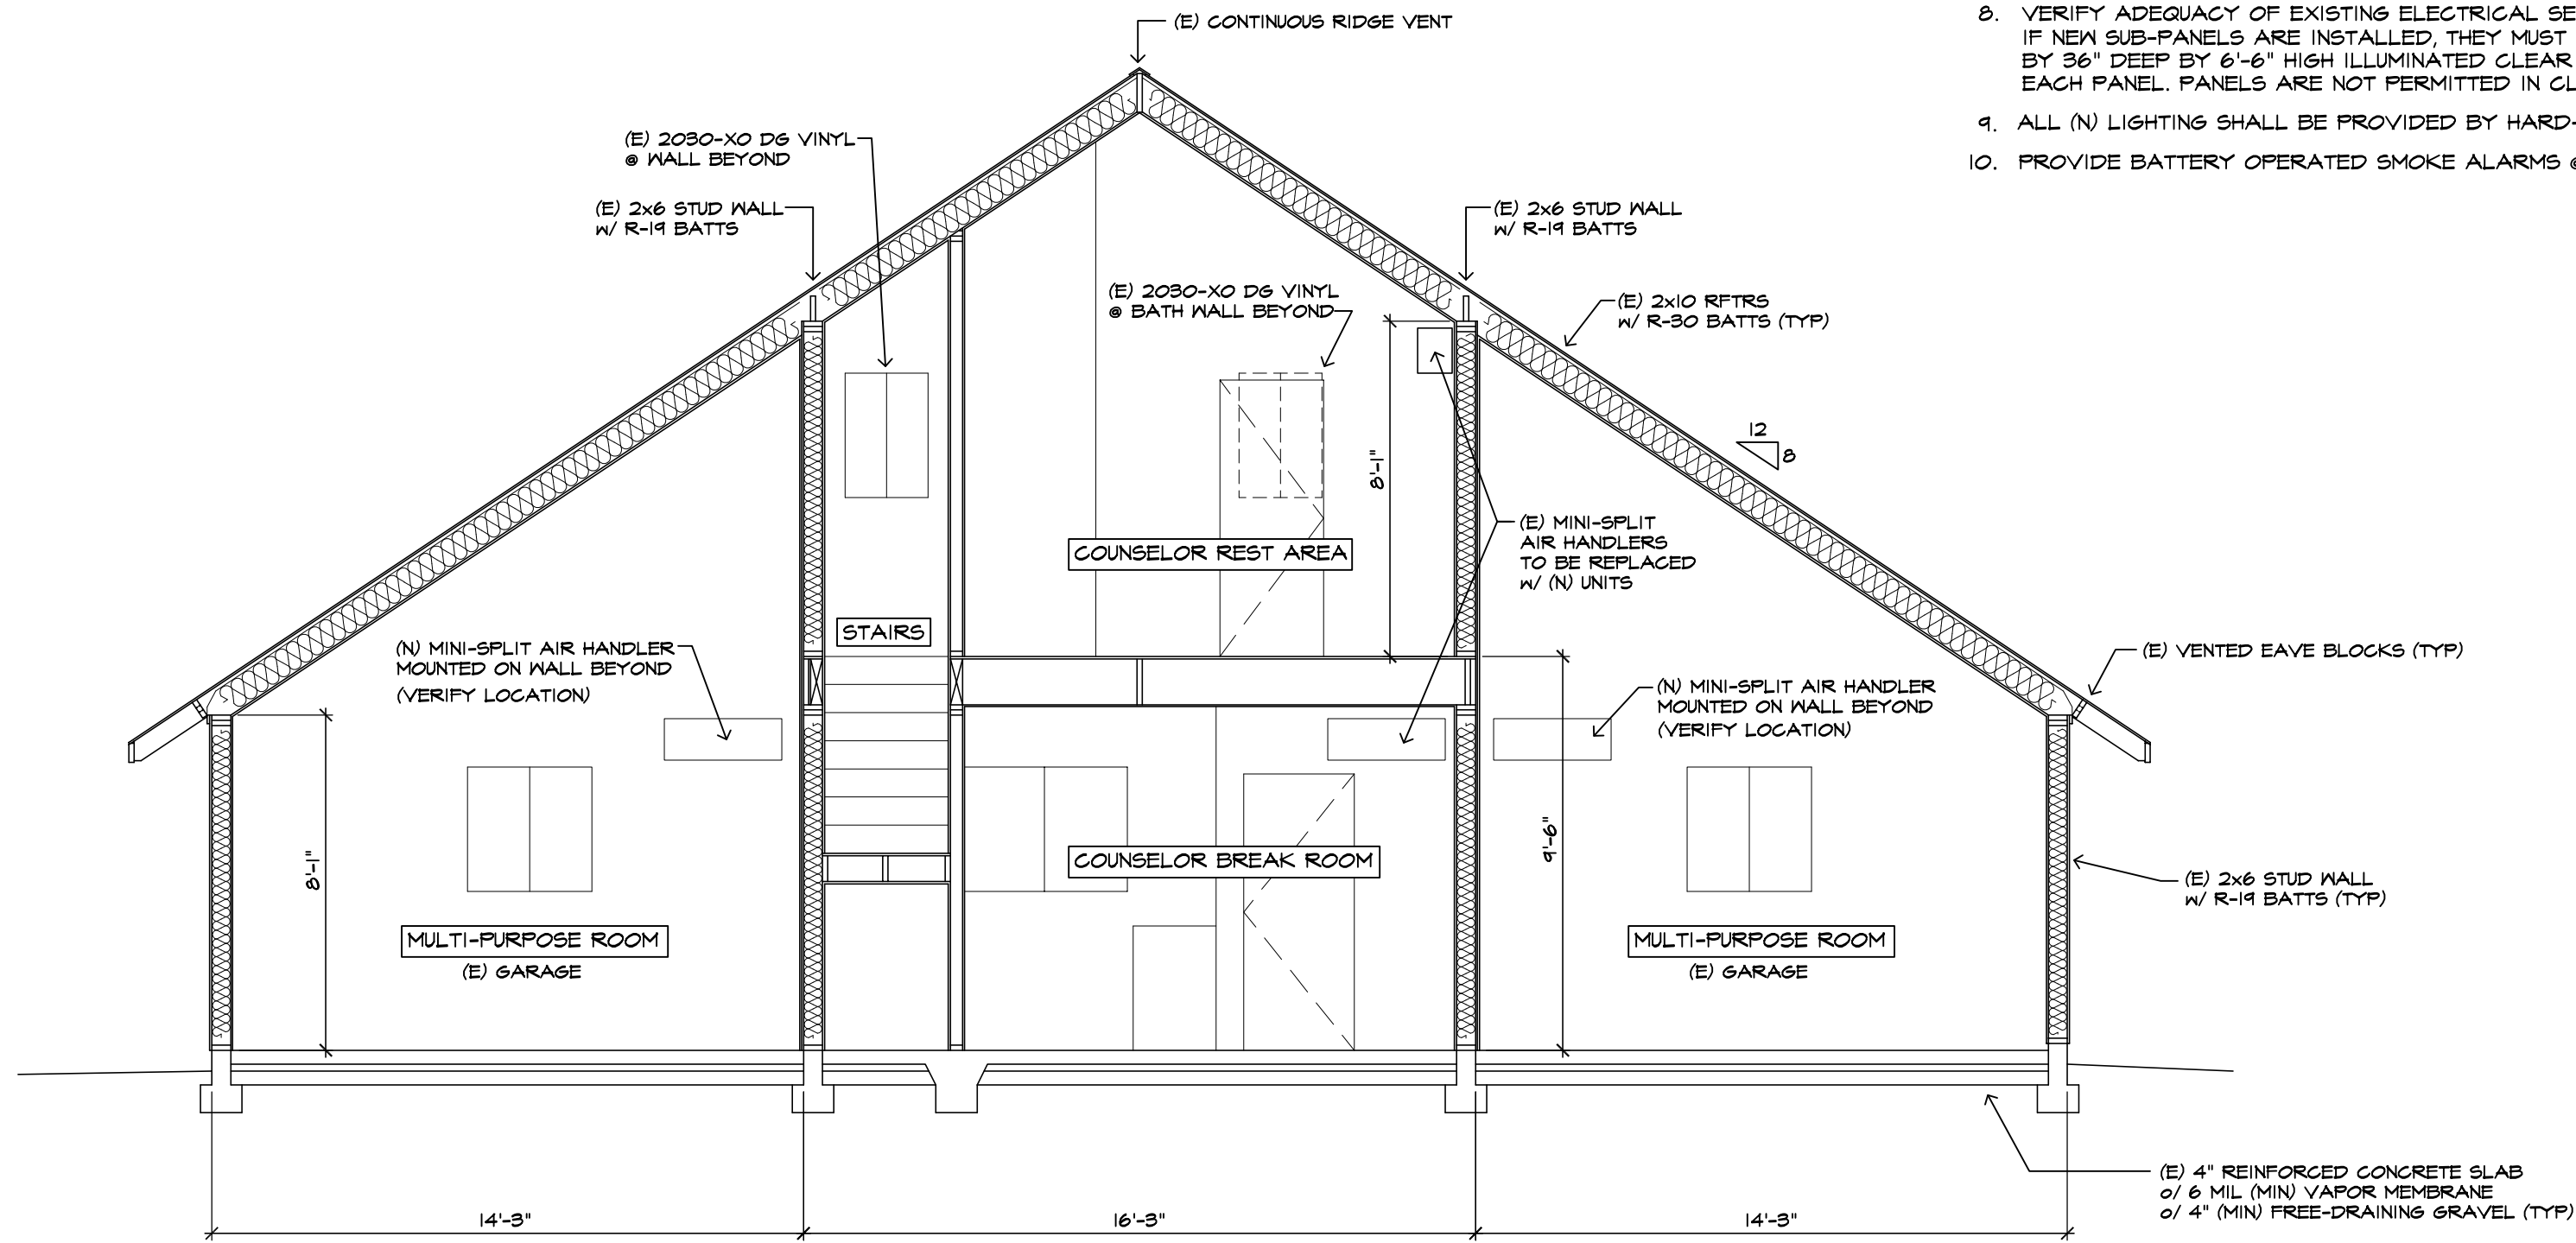 (E) CONTINUOUS RIDGE VENT
8. VERIFY ADEQUACY OF EXISTING ELECTRICAL SE
IF NEW SUB-PANELS ARE INSTALLED, THEY MUST
BY 36" DEEP BY 6'-6" HIGH ILLUMINATED CLEAR
EACH PANEL. PANELS ARE NOT PERMITTED IN CL
9. ALL (N) LIGHTING SHALL BE PROVIDED BY HARD-
10. PROVIDE BATTERY OPERATED SMOKE ALARMS @
(E) 2030-XO DG VINYL
@ WALL BEYOND
(E) 2x6 STUD WALL
w/ R-19 BATTS
(E) 2x6 STUD WALL
w/ R-19 BATTS
(E) 2030-XO DG VINYL
@ BATH WALL BEYOND
(E) 2x10 RFTRS
w/ R-30 BATTS (TYP)
12
8
8'-1"
(E) MINI-SPLIT
AIR HANDLERS
TO BE REPLACED
w/ (N) UNITS
COUNSELOR REST AREA
STAIRS
(N) MINI-SPLIT AIR HANDLER
MOUNTED ON WALL BEYOND
(VERIFY LOCATION)
(E) VENTED EAVE BLOCKS (TYP)
(N) MINI-SPLIT AIR HANDLER
MOUNTED ON WALL BEYOND
(VERIFY LOCATION)
8'-1"
9'-6"
COUNSELOR BREAK ROOM
(E) 2x6 STUD WALL
w/ R-19 BATTS (TYP)
MULTI-PURPOSE ROOM
(E) GARAGE
MULTI-PURPOSE ROOM
(E) GARAGE
(E) 4" REINFORCED CONCRETE SLAB
o/ 6 MIL (MIN) VAPOR MEMBRANE
o/ 4" (MIN) FREE-DRAINING GRAVEL (TYP)
14'-3"
16'-3"
14'-3"